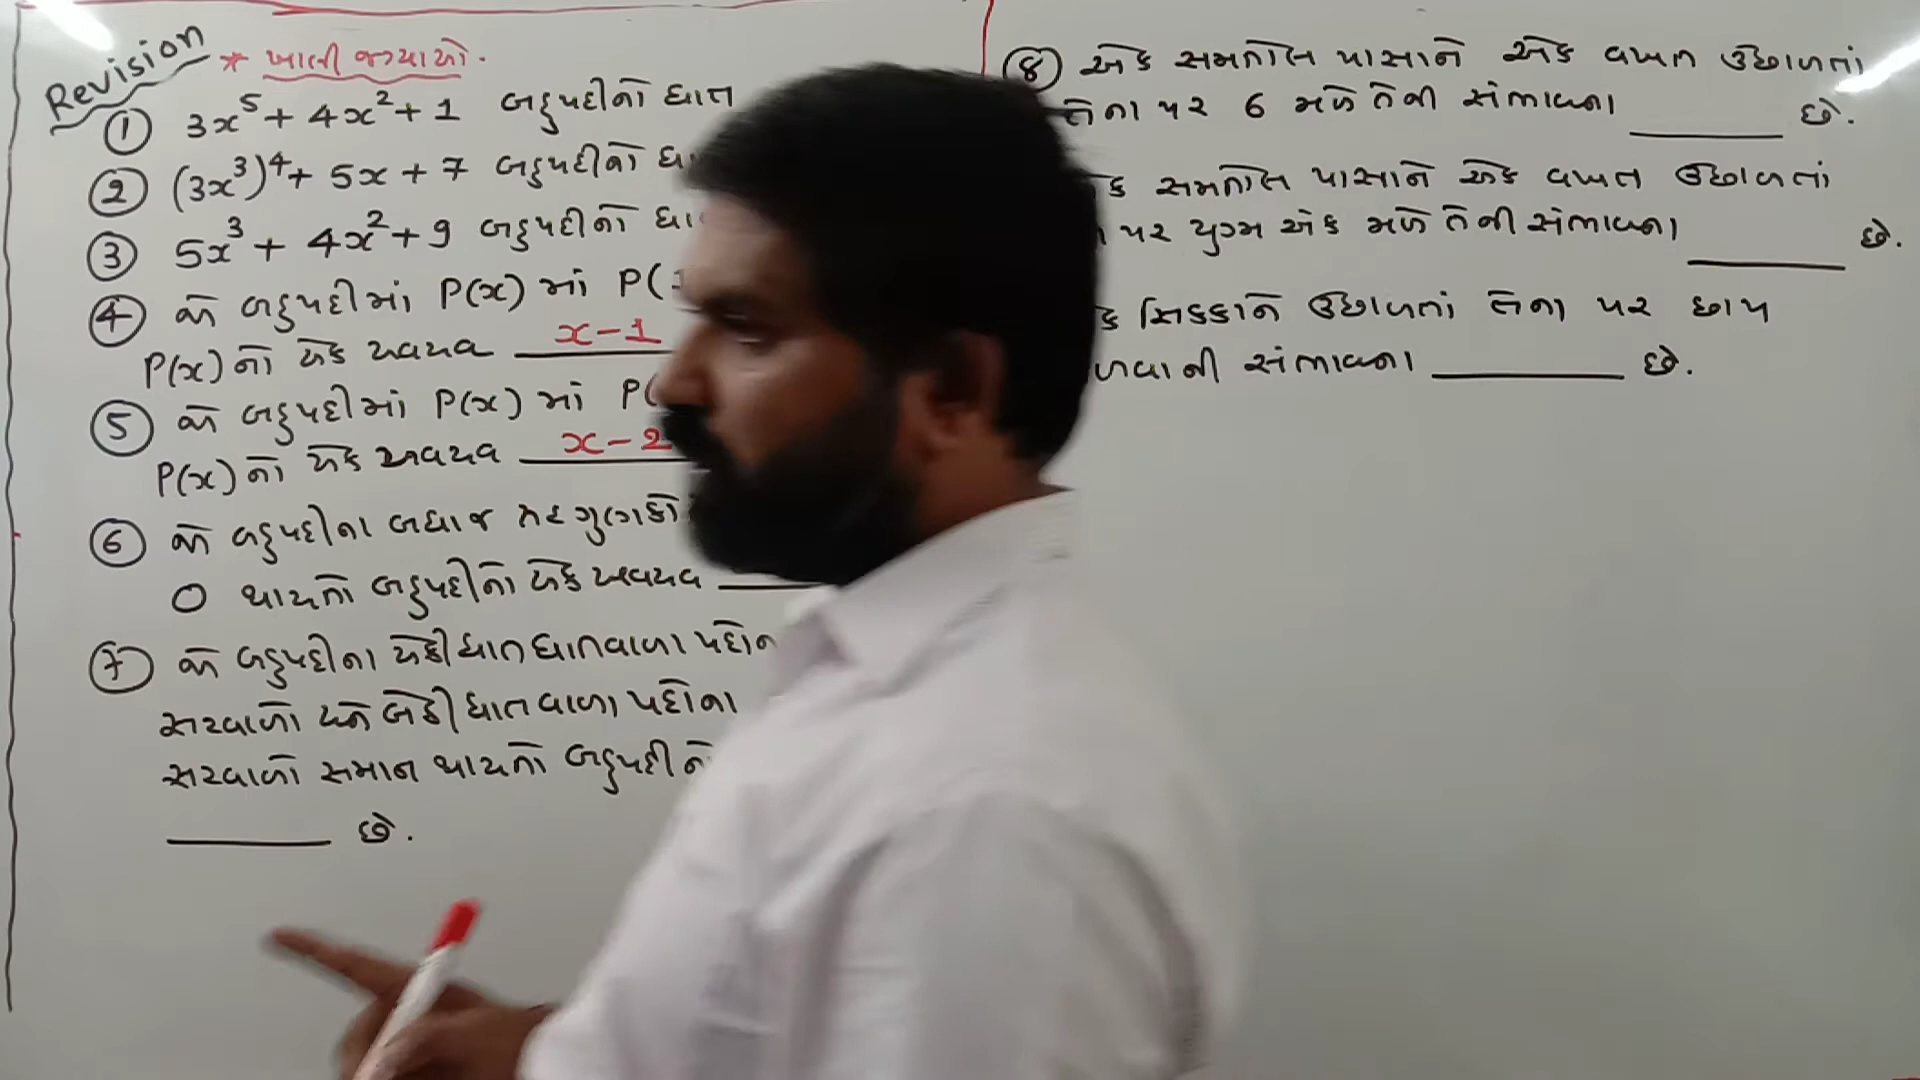 Revision
* ખાલી જગ્યાઓ.
① 3x⁵ + 4x² + 1 બહુપદીનો ઘાત
② (3x³)⁴ + 5x + 7 બહુપદીનો
③ 5x³ + 4x² + 9 બહુપદીનો
④ જો બહુપદીમાં P(x) માં P(
P(x) નો એક અવયવ x-1
⑤ જો બહુપદીમાં P(x) માં P(
P(x) નો એક અવયવ x-2
⑥ જો બહુપદીના બધા જ સહગુણકો
0 થાય તો બહુપદીનો એક અવયવ ____
⑦ જો બહુપદીના એકી ઘાત ઘાતવાળા
સરવાળો અને બેકી ઘાતવાળા પદોના
સરવાળો સમાન થાય તો બહુપદી
____ છે.
⑧ એક સમતોલ પાસાને એક વખત ઉછાળતાં
તેના પર 6 મળે તેની સંભાવના ____ છે.
સમતોલ પાસાને એક વખત ઉછાળતાં
પર યુગ્મ અંક મળે તેની સંભાવના ____ છે.
સિક્કાને ઉછાળતાં તેના પર છાપ
ળવાની સંભાવના ____ છે.